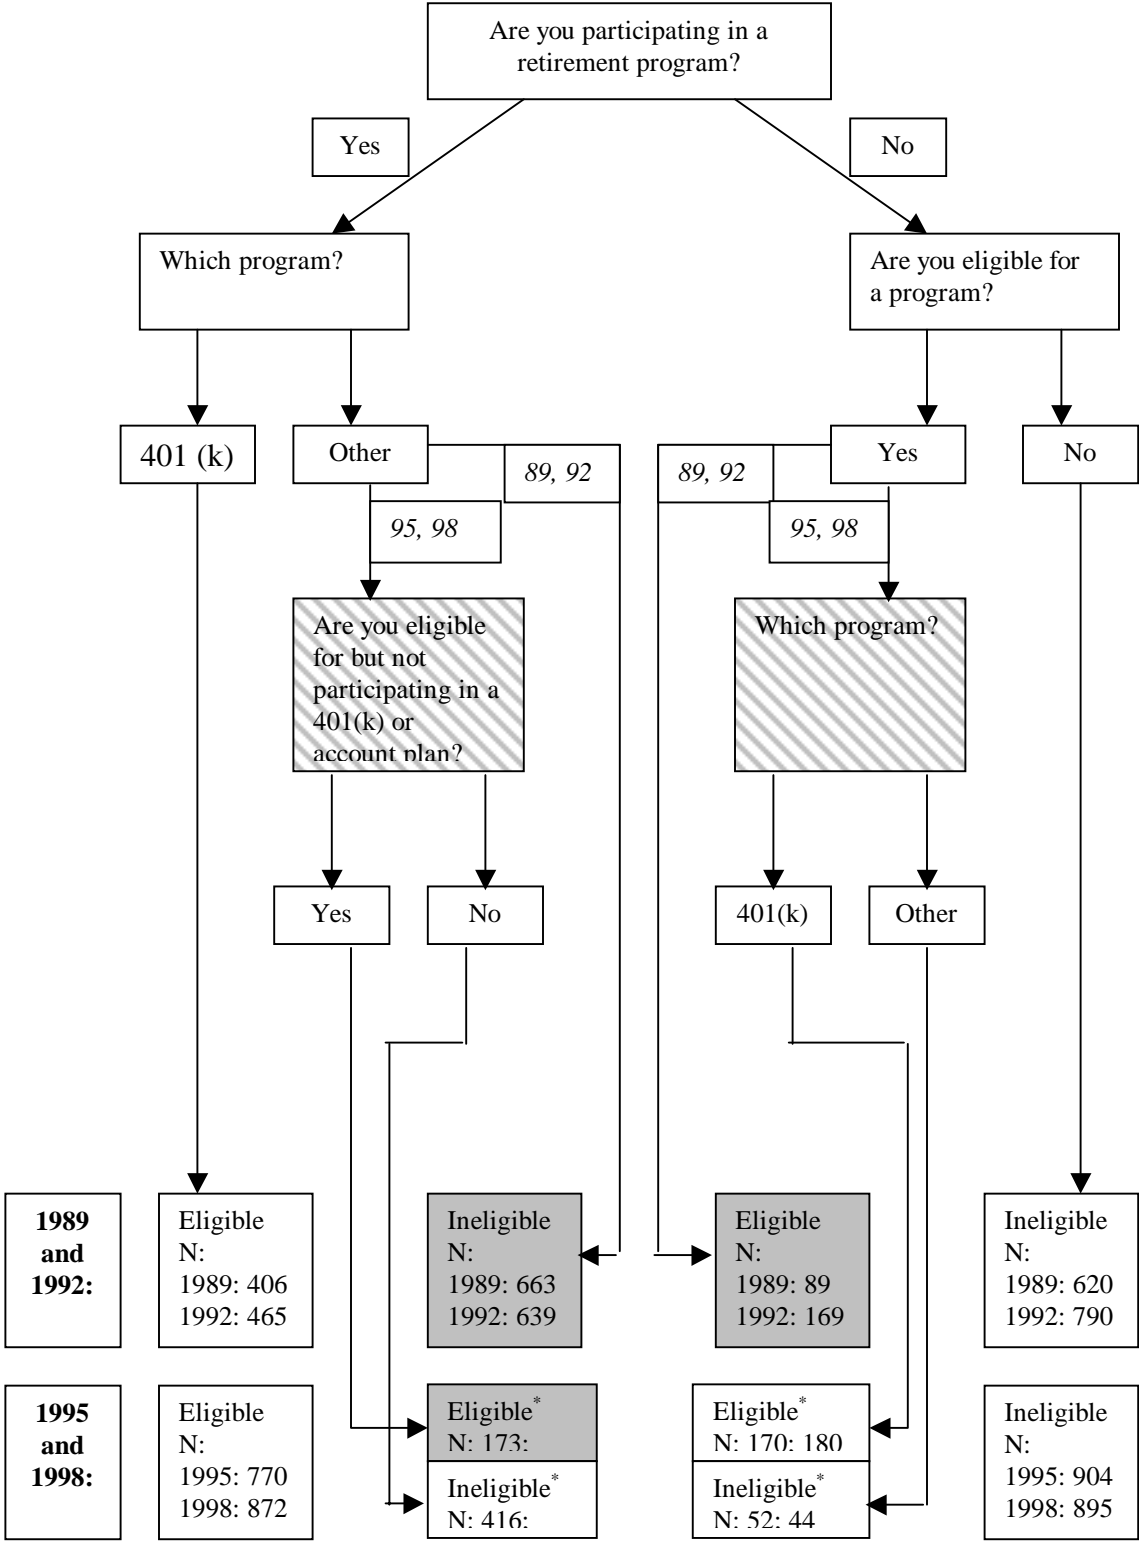 Are you participating in a
retirement program?
Yes
No
Which program?
Are you eligible for
a program?
401 (k)
Other
89, 92
89, 92
Yes
No
95, 98
95, 98
Are you eligible
for but not
participating in a
401(k) or
account plan?
Which program?
Yes
No
401(k)
Other
1989
and
1992:
Eligible
N:
1989: 406
1992: 465
Ineligible
N:
1989: 663
1992: 639
Eligible
N:
1989: 89
1992: 169
Ineligible
N:
1989: 620
1992: 790
1995
and
1998:
Eligible
N:
1995: 770
1998: 872
Eligible*
N: 173:
Ineligible*
N: 416:
Eligible*
N: 170: 180
Ineligible*
N: 52: 44
Ineligible
N:
1995: 904
1998: 895